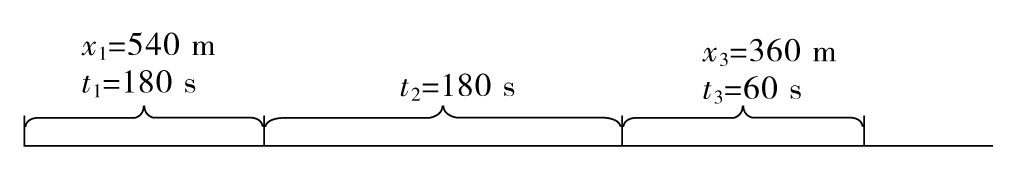 x₁=540 m
t₁=180 s
t₂=180 s
x₃=360 m
t₃=60 s